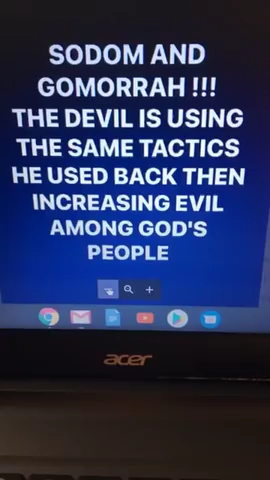 SODOM AND
GOMORRAH !!!
THE DEVIL IS USING
THE SAME TACTICS
HE USED BACK THEN
INCREASING EVIL
AMONG GOD'S
PEOPLE
acer